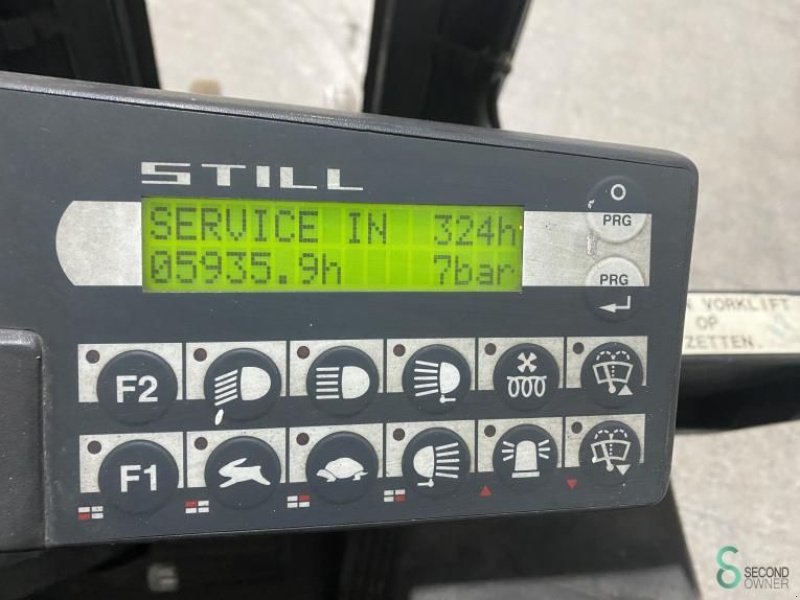 STILL
SERVICE IN 324h
05935.9h 7bar
PRG
PRG
F2
F1
VORKLIFT
OP
ZETTEN.
SECOND
OWNER